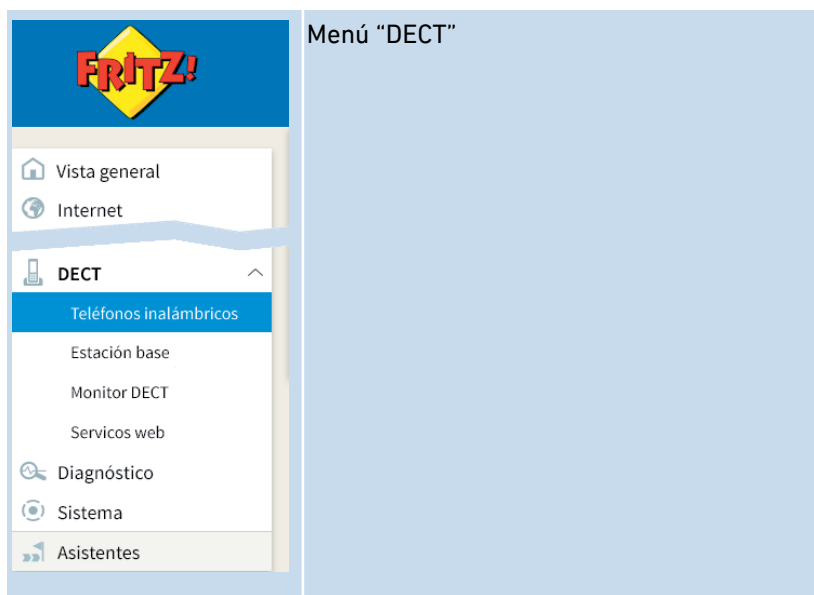 FRITZ!
Menú “DECT”
Vista general
Internet
DECT
Teléfonos inalámbricos
Estación base
Monitor DECT
Servicos web
Diagnóstico
Sistema
Asistentes